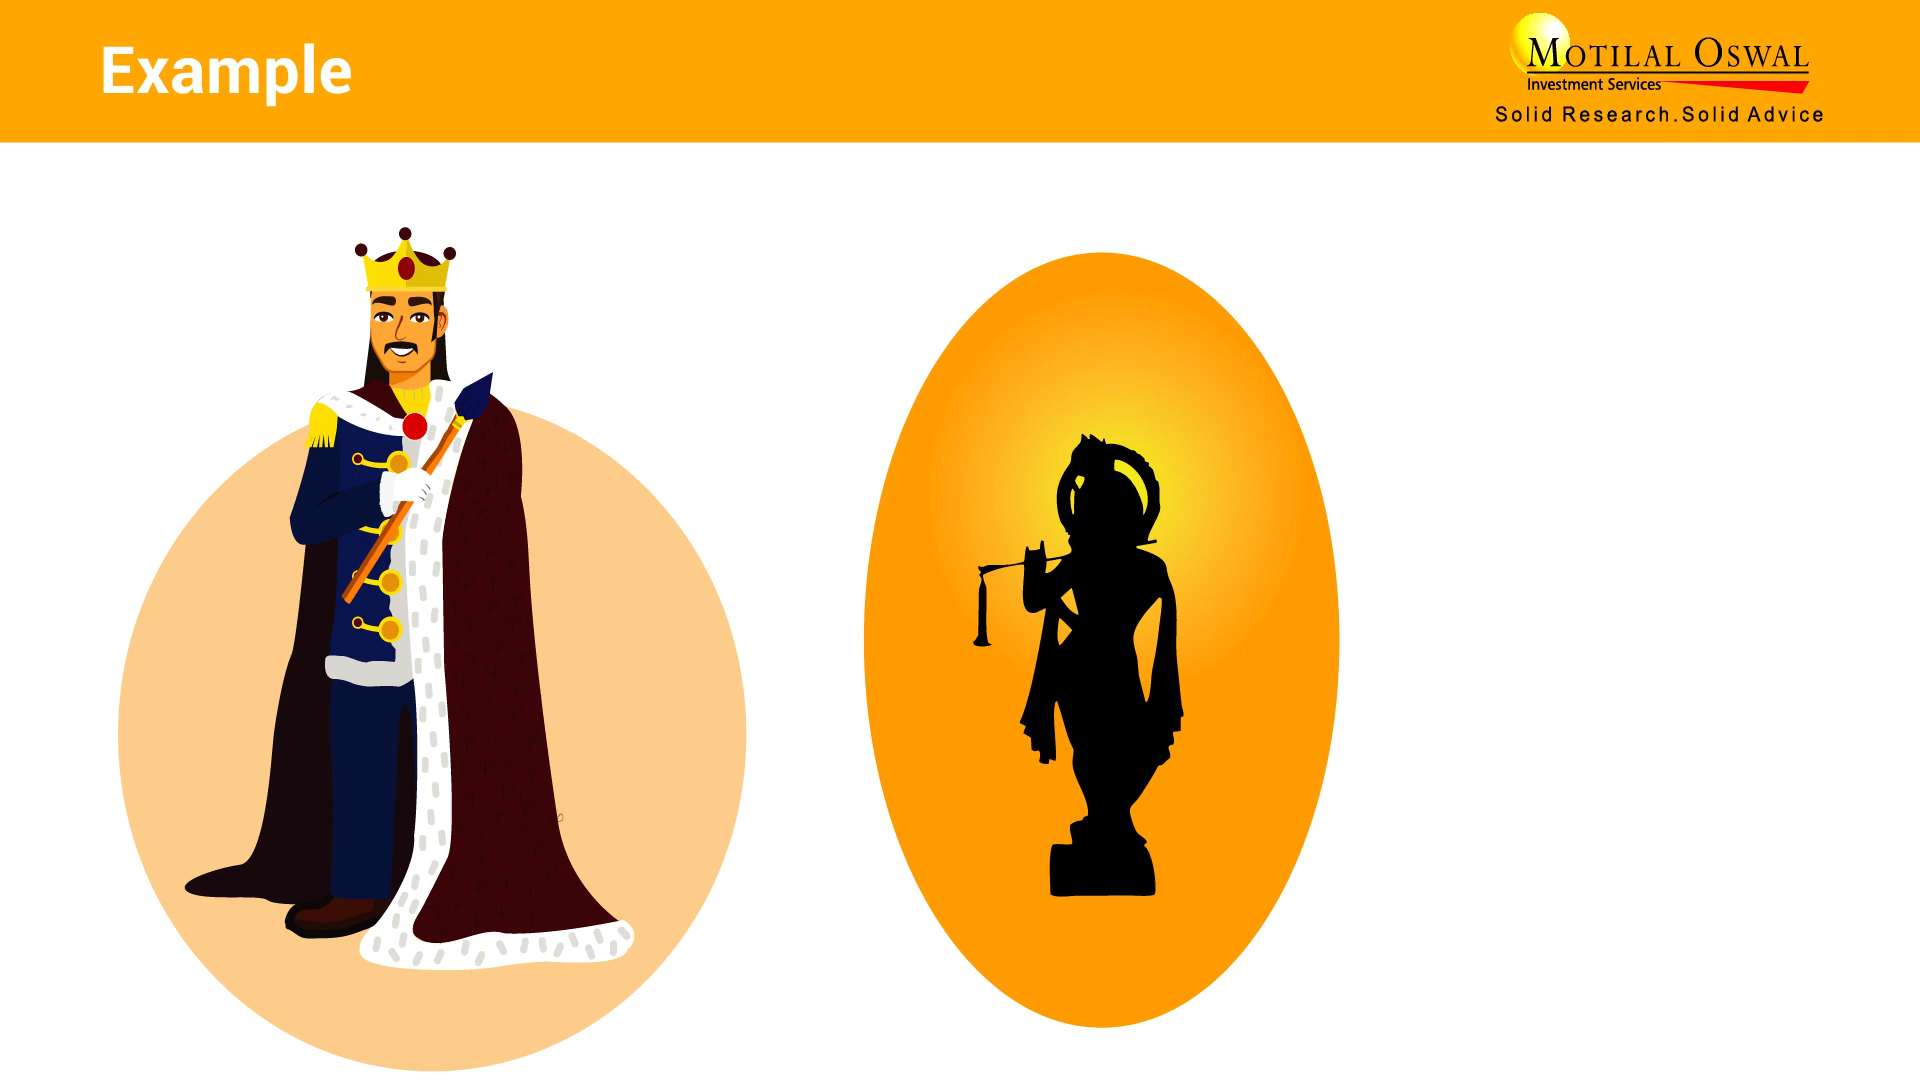 Example
MOTILAL OSWAL
Investment Services
Solid Research.Solid Advice